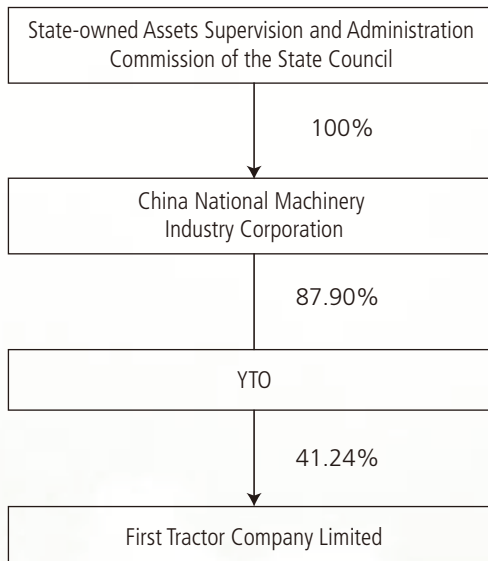 State-owned Assets Supervision and Administration
Commission of the State Council
100%
China National Machinery
Industry Corporation
87.90%
YTO
41.24%
First Tractor Company Limited